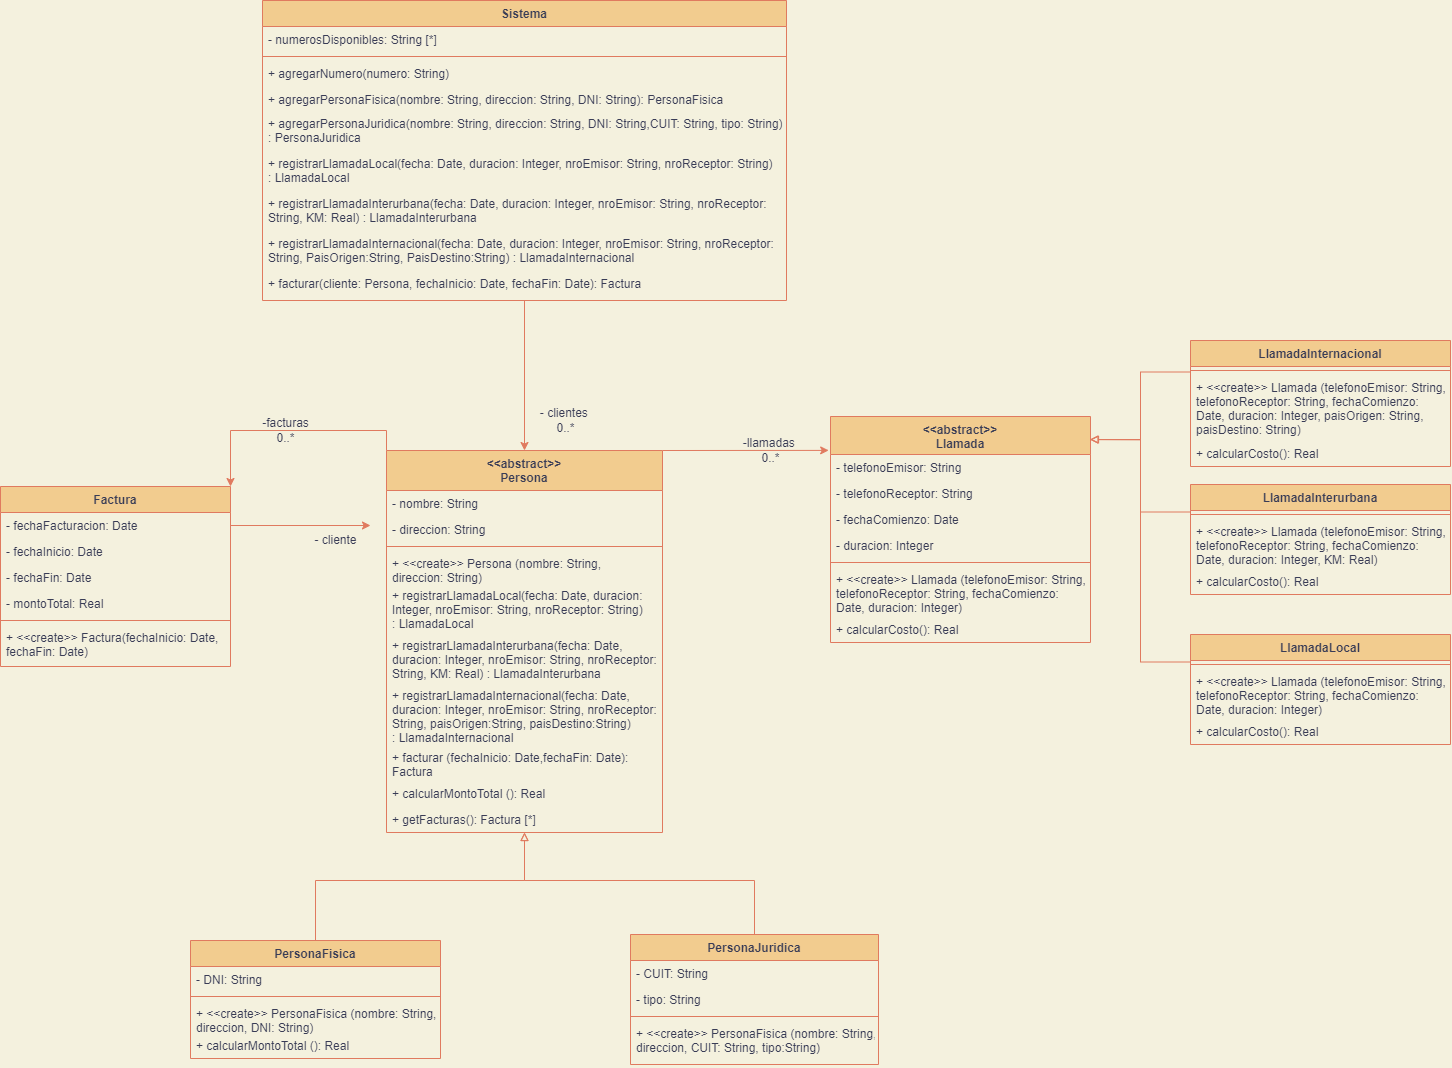 Sistema
- numerosDisponibles: String [*]
+ agregarNumero(numero: String)
+ agregarPersonaFisica(nombre: String, direccion: String, DNI: String): PersonaFisica
+ agregarPersonaJuridica(nombre: String, direccion: String, DNI: String,CUIT: String, tipo: String)
: PersonaJuridica
+ registrarLlamadaLocal(fecha: Date, duracion: Integer, nroEmisor: String, nroReceptor: String)
: LlamadaLocal
+ registrarLlamadaInterurbana(fecha: Date, duracion: Integer, nroEmisor: String, nroReceptor:
String, KM: Real) : LlamadaInterurbana
+ registrarLlamadaInternacional(fecha: Date, duracion: Integer, nroEmisor: String, nroReceptor:
String, PaisOrigen:String, PaisDestino:String) : LlamadaInternacional
+ facturar(cliente: Persona, fechaInicio: Date, fechaFin: Date): Factura
- clientes
0..*
-facturas
0..*
- cliente
-llamadas
0..*
Factura
- fechaFacturacion: Date
- fechaInicio: Date
- fechaFin: Date
- montoTotal: Real
+ <<create>> Factura(fechaInicio: Date,
fechaFin: Date)
<<abstract>>
Persona
- nombre: String
- direccion: String
+ <<create>> Persona (nombre: String,
direccion: String)
+ registrarLlamadaLocal(fecha: Date, duracion:
Integer, nroEmisor: String, nroReceptor: String)
: LlamadaLocal
+ registrarLlamadaInterurbana(fecha: Date,
duracion: Integer, nroEmisor: String, nroReceptor:
String, KM: Real) : LlamadaInterurbana
+ registrarLlamadaInternacional(fecha: Date,
duracion: Integer, nroEmisor: String, nroReceptor:
String, paisOrigen:String, paisDestino:String)
: LlamadaInternacional
+ facturar (fechaInicio: Date,fechaFin: Date):
Factura
+ calcularMontoTotal (): Real
+ getFacturas(): Factura [*]
<<abstract>>
Llamada
- telefonoEmisor: String
- telefonoReceptor: String
- fechaComienzo: Date
- duracion: Integer
+ <<create>> Llamada (telefonoEmisor: String,
telefonoReceptor: String, fechaComienzo:
Date, duracion: Integer)
+ calcularCosto(): Real
LlamadaInternacional
+ <<create>> Llamada (telefonoEmisor: String,
telefonoReceptor: String, fechaComienzo:
Date, duracion: Integer, paisOrigen: String,
paisDestino: String)
+ calcularCosto(): Real
LlamadaInterurbana
+ <<create>> Llamada (telefonoEmisor: String,
telefonoReceptor: String, fechaComienzo:
Date, duracion: Integer, KM: Real)
+ calcularCosto(): Real
LlamadaLocal
+ <<create>> Llamada (telefonoEmisor: String,
telefonoReceptor: String, fechaComienzo:
Date, duracion: Integer)
+ calcularCosto(): Real
PersonaFisica
- DNI: String
+ <<create>> PersonaFisica (nombre: String,
direccion, DNI: String)
+ calcularMontoTotal (): Real
PersonaJuridica
- CUIT: String
- tipo: String
+ <<create>> PersonaFisica (nombre: String,
direccion, CUIT: String, tipo:String)